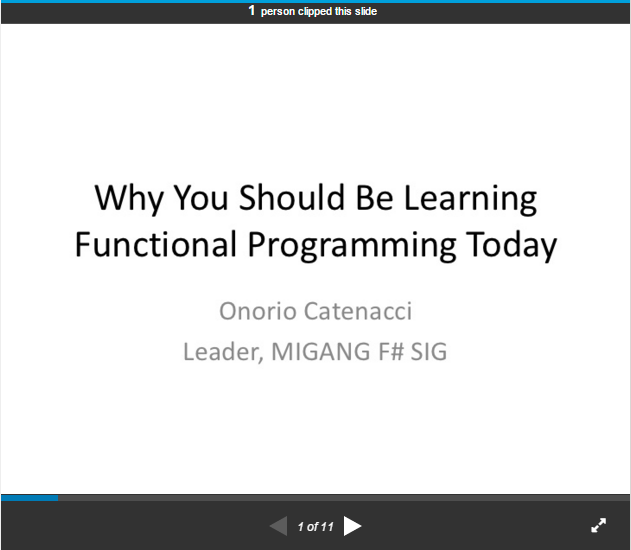 1 person clipped this slide
Why You Should Be Learning
Functional Programming Today
Onorio Catenacci
Leader, MIGANG F# SIG
1 of 11